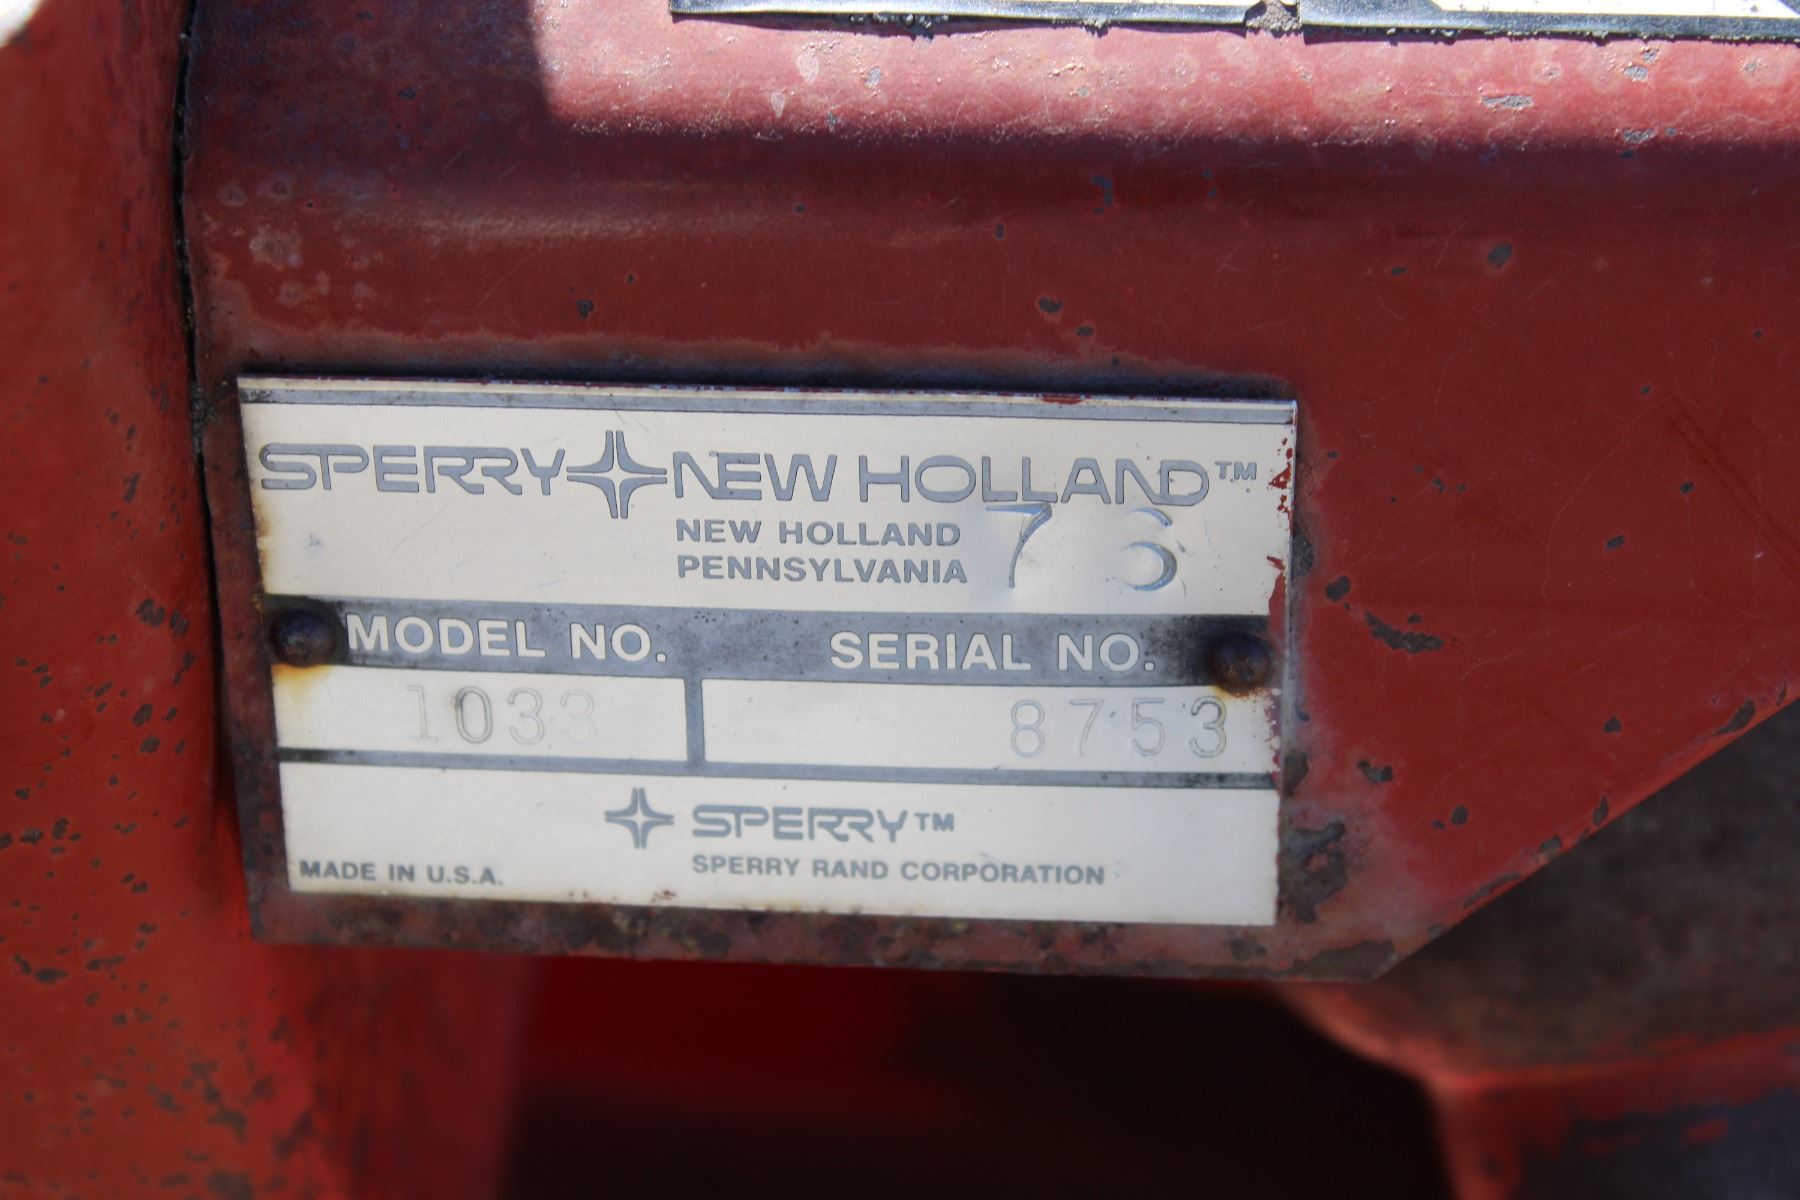 SPERRY NEW HOLLAND™
NEW HOLLAND
PENNSYLVANIA
76
MODEL NO. SERIAL NO.
1033 8753
SPERRY™
SPERRY RAND CORPORATION
MADE IN U.S.A.